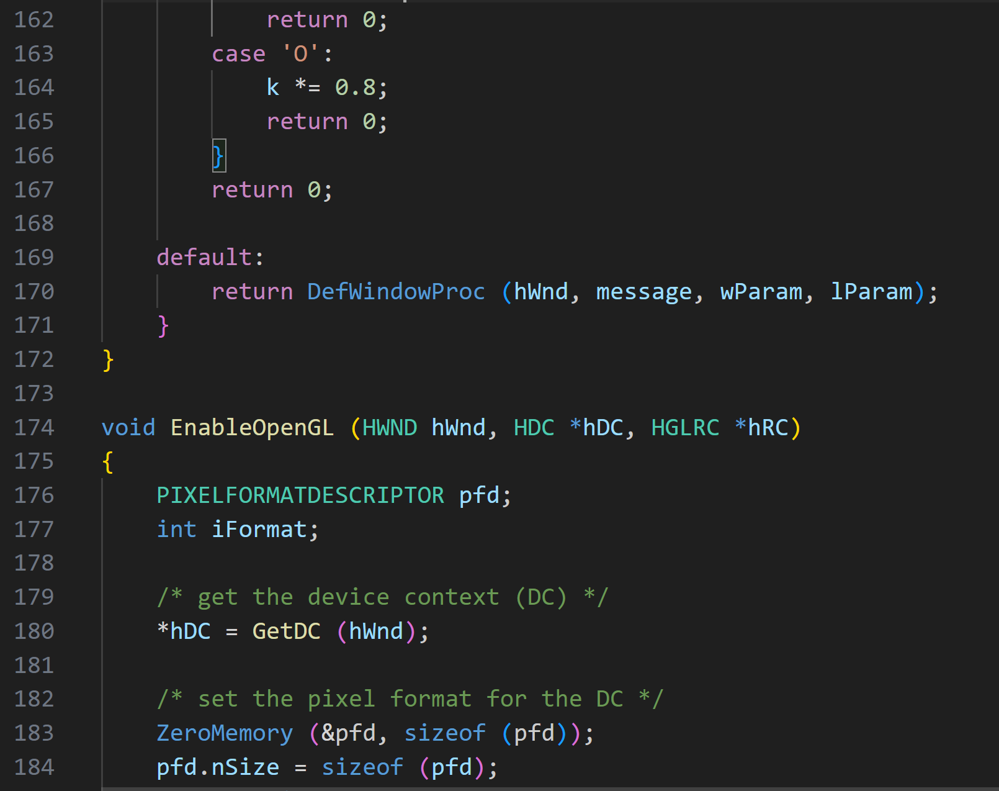 162 return 0;
163 case 'O':
164 k *= 0.8;
165 return 0;
166 }
167 return 0;
168
169 default:
170 return DefWindowProc (hWnd, message, wParam, lParam);
171 }
172 }
173
174 void EnableOpenGL (HWND hWnd, HDC *hDC, HGLRC *hRC)
175 {
176 PIXELFORMATDESCRIPTOR pfd;
177 int iFormat;
178
179 /* get the device context (DC) */
180 *hDC = GetDC (hWnd);
181
182 /* set the pixel format for the DC */
183 ZeroMemory (&pfd, sizeof (pfd));
184 pfd.nSize = sizeof (pfd);